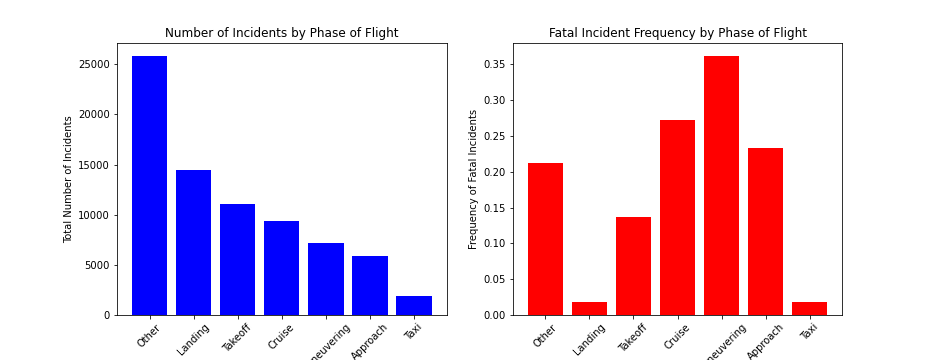 Number of Incidents by Phase of Flight
Total Number of Incidents
25000
20000
15000
10000
5000
0
Other
Landing
Takeoff
Cruise
neuvering
Approach
Taxi
Fatal Incident Frequency by Phase of Flight
Frequency of Fatal Incidents
0.35
0.30
0.25
0.20
0.15
0.10
0.05
0.00
Other
Landing
Takeoff
Cruise
neuvering
Approach
Taxi